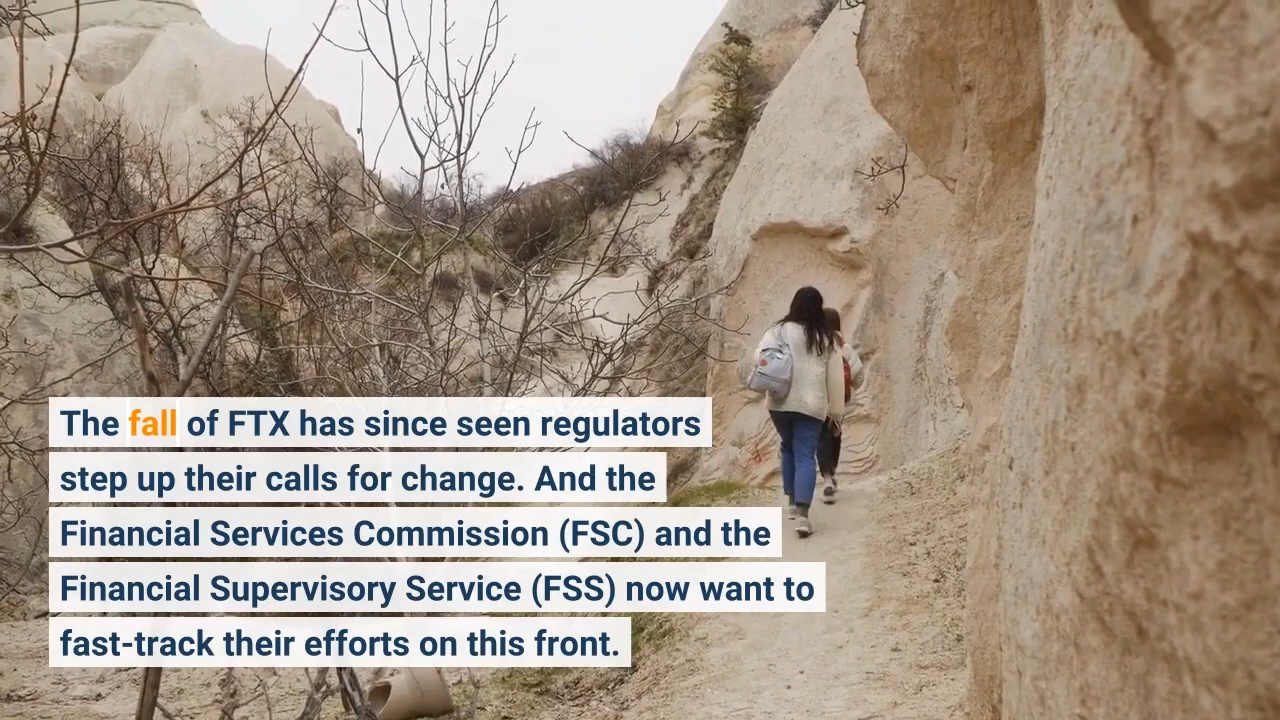 The fall of FTX has since seen regulators
step up their calls for change. And the
Financial Services Commission (FSC) and the
Financial Supervisory Service (FSS) now want to
fast-track their efforts on this front.